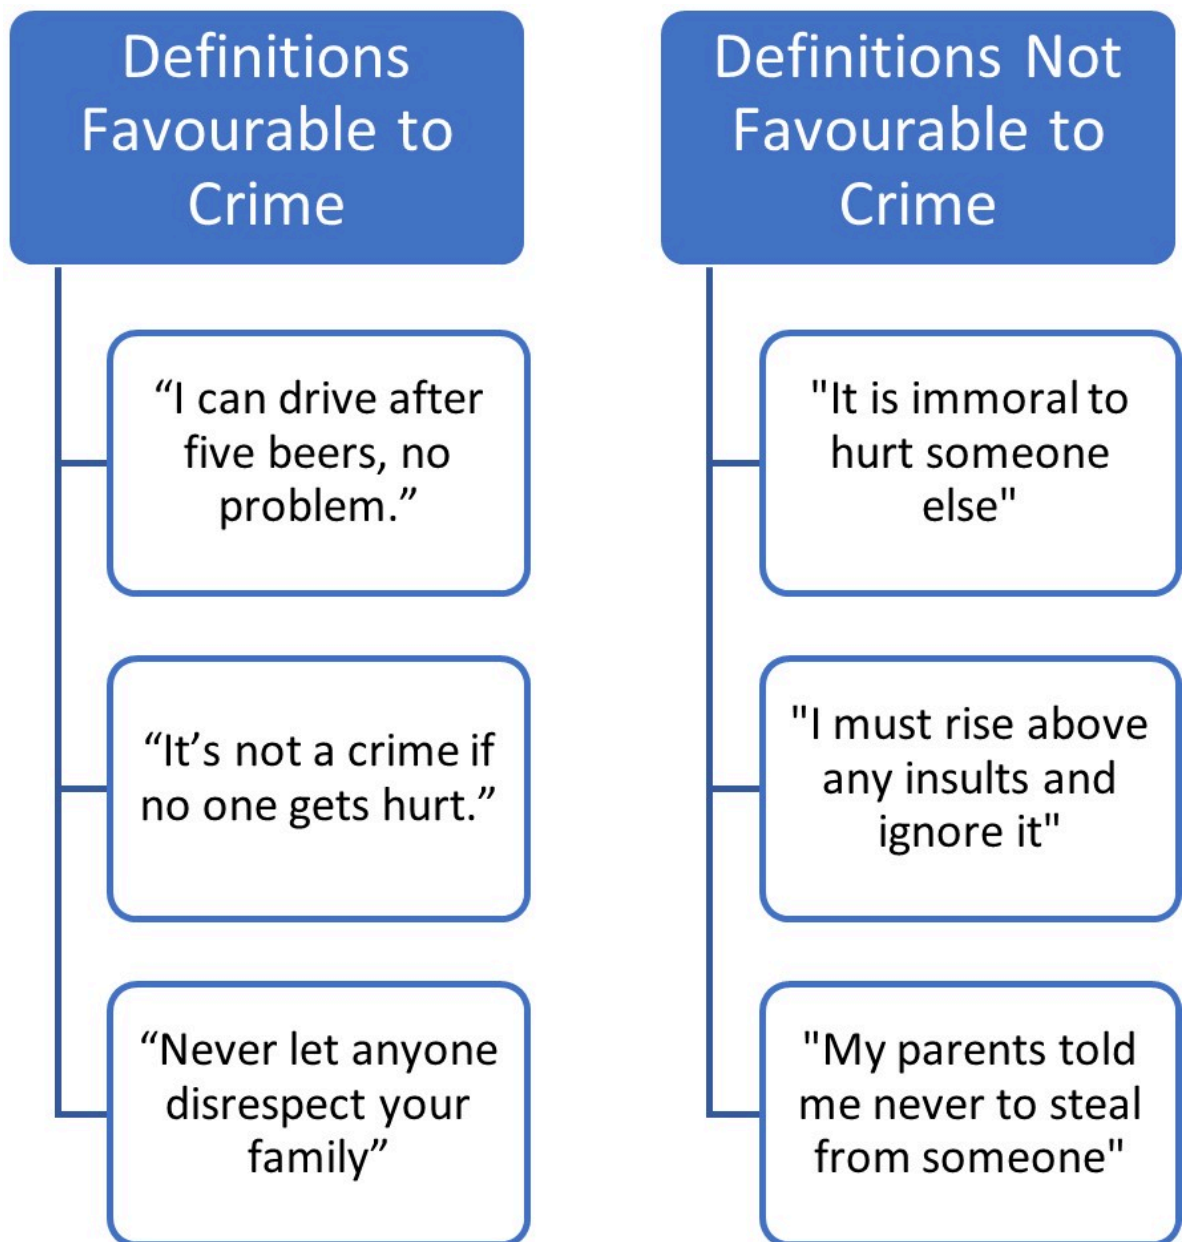 Definitions
Favourable to
Crime
“I can drive after
five beers, no
problem.”
“It’s not a crime if
no one gets hurt.”
“Never let anyone
disrespect your
family”
Definitions Not
Favourable to
Crime
"It is immoral to
hurt someone
else"
"I must rise above
any insults and
ignore it"
"My parents told
me never to steal
from someone"